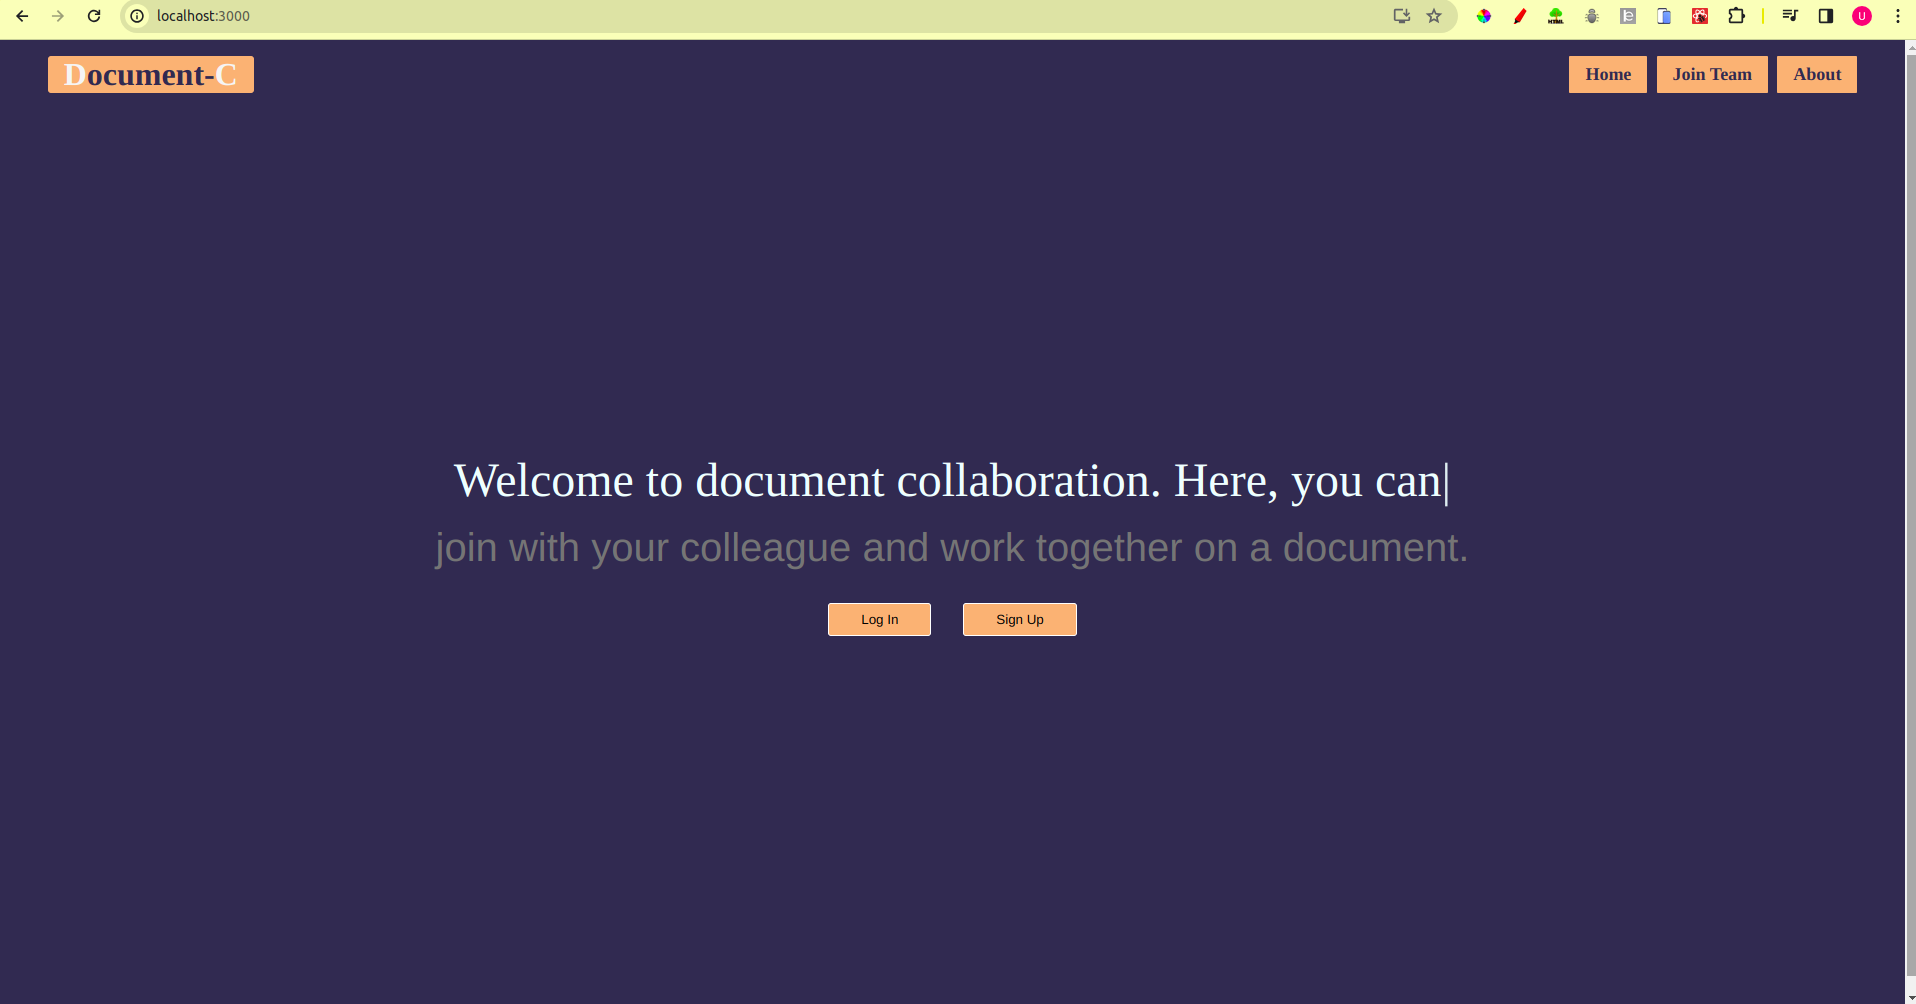 localhost:3000
Document-C
Home
Join Team
About
Welcome to document collaboration. Here, you can|
join with your colleague and work together on a document.
Log In
Sign Up
U
HTML